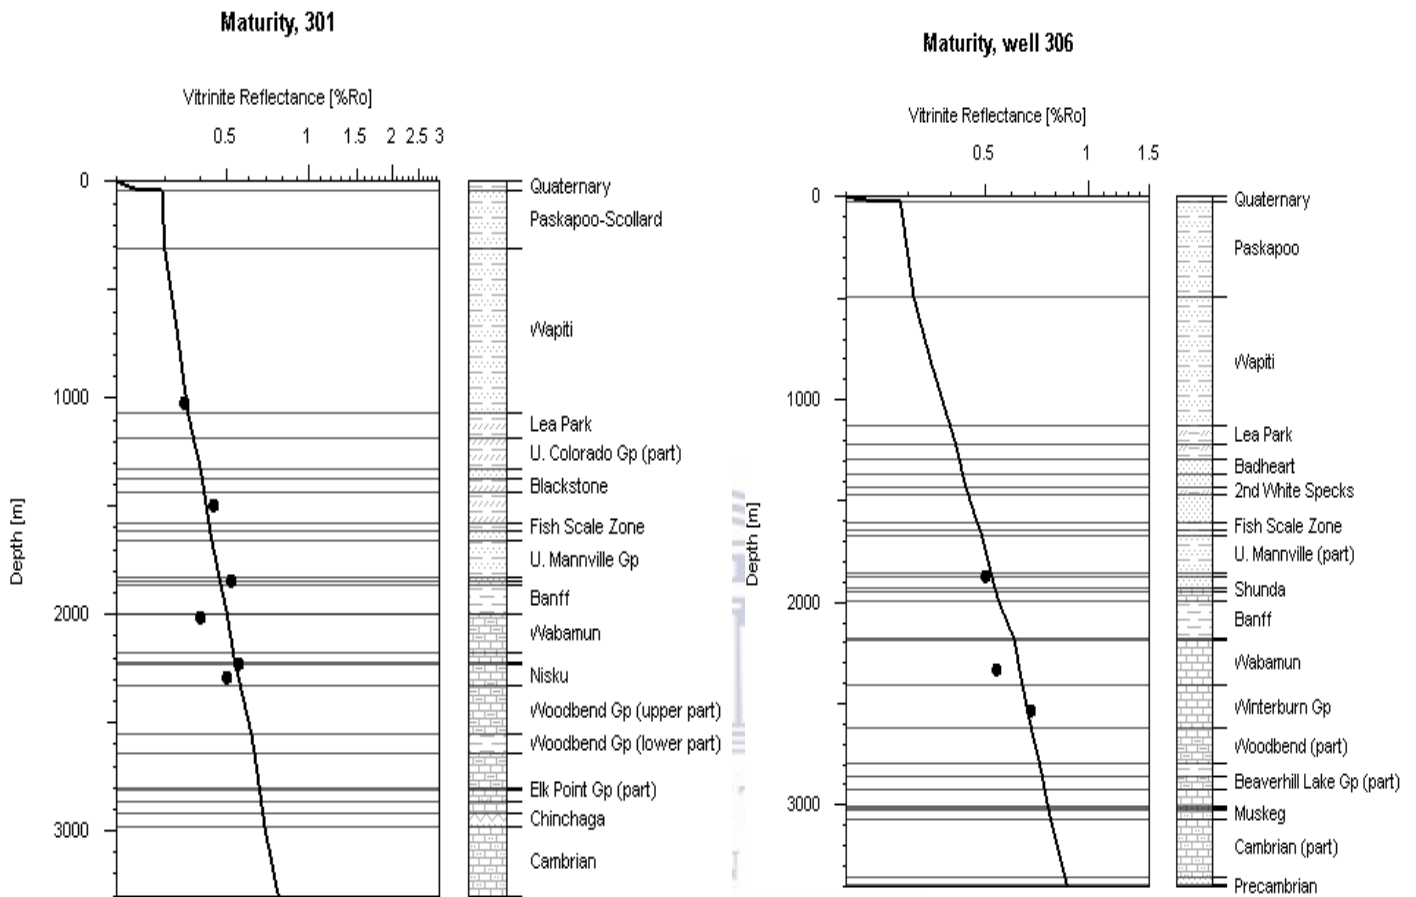 Maturity, 301
Vitrinite Reflectance [%Ro]
0.5 1 1.5 2 2.5 3
0
1000
2000
3000
Depth [m]
Quaternary
Paskapoo-Scollard
Wapiti
Lea Park
U. Colorado Gp (part)
Blackstone
Fish Scale Zone
U. Mannville Gp
Banff
Wabamun
Nisku
Woodbend Gp (upper part)
Woodbend Gp (lower part)
Elk Point Gp (part)
Chinchaga
Cambrian
Maturity, well 306
Vitrinite Reflectance [%Ro]
0.5 1 1.5
0
1000
2000
3000
Depth [m]
Quaternary
Paskapoo
Wapiti
Lea Park
Badheart
2nd White Specks
Fish Scale Zone
U. Mannville (part)
Shunda
Banff
Wabamun
Winterburn Gp
Woodbend (part)
Beaverhill Lake Gp (part)
Muskeg
Cambrian (part)
Precambrian